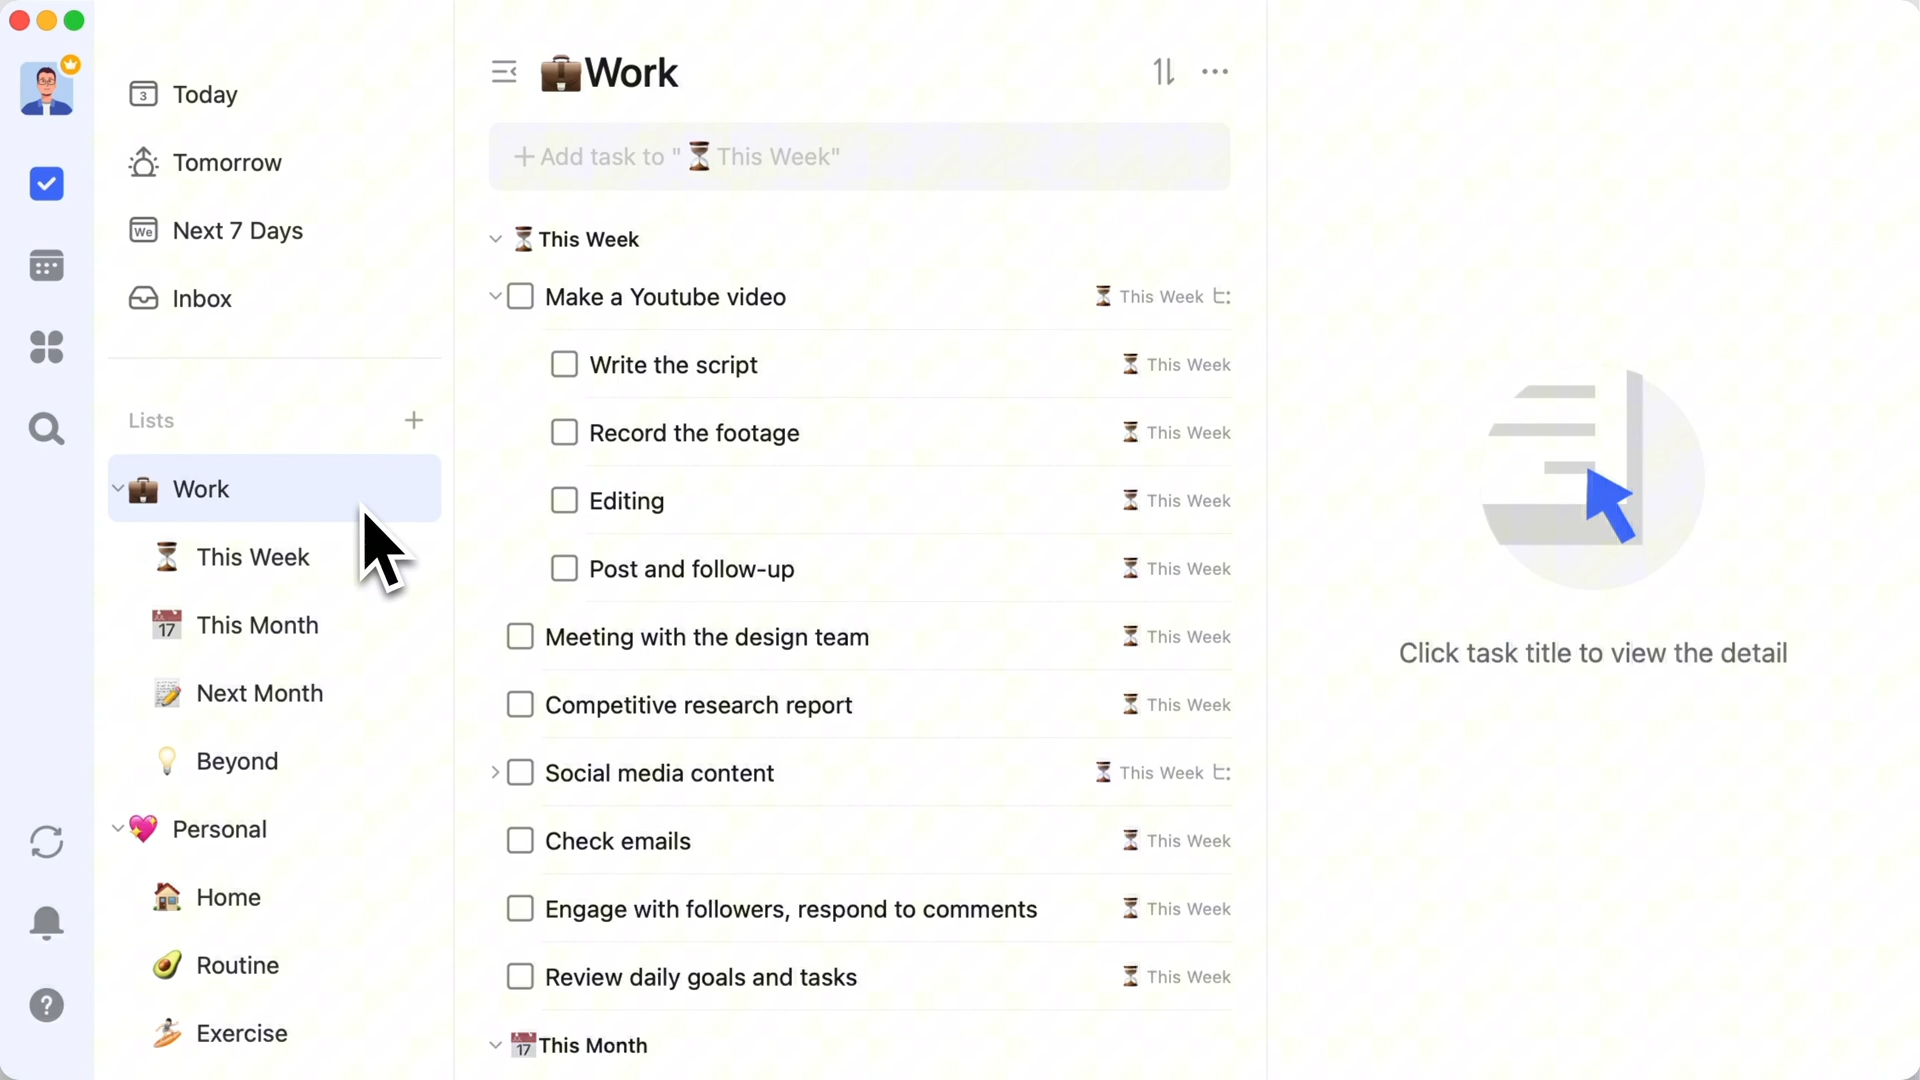 3 Today
Tomorrow
We Next 7 Days
Inbox
Lists
Work
This Week
17 This Month
Next Month
Beyond
Personal
Home
Routine
Exercise
?
Work
Add task to "This Week"
This Week
Make a Youtube video This Week
Write the script This Week
Record the footage This Week
Editing This Week
Post and follow-up This Week
Meeting with the design team This Week
Competitive research report This Week
Social media content This Week
Check emails This Week
Engage with followers, respond to comments This Week
Review daily goals and tasks This Week
17 This Month
Click task title to view the detail